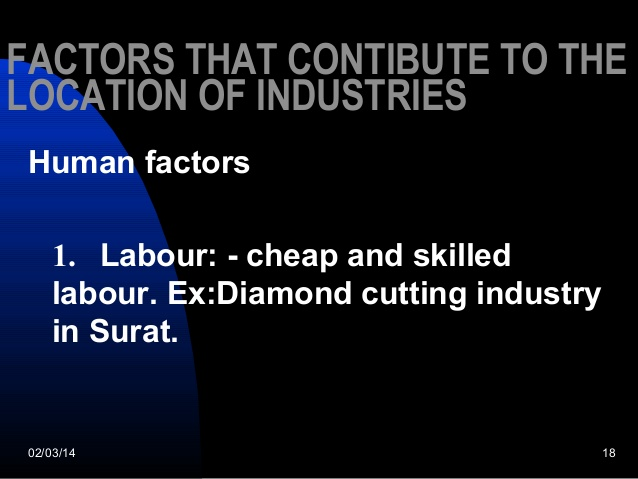 FACTORS THAT CONTIBUTE TO THE
LOCATION OF INDUSTRIES
Human factors
1. Labour: - cheap and skilled
labour. Ex:Diamond cutting industry
in Surat.
02/03/14
18